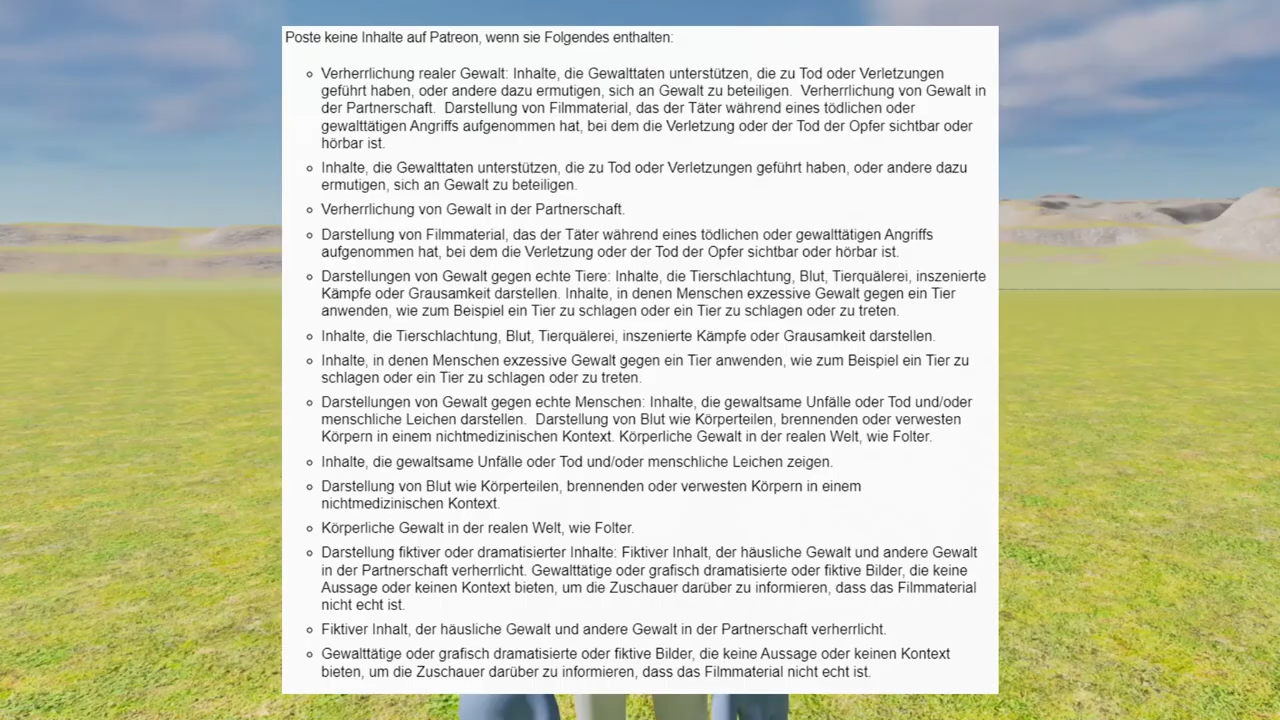 Poste keine Inhalte auf Patreon, wenn sie Folgendes enthalten:
Verherrlichung realer Gewalt: Inhalte, die Gewalttaten unterstützen, die zu Tod oder Verletzungen
geführt haben, oder andere dazu ermutigen, sich an Gewalt zu beteiligen.  Verherrlichung von Gewalt in
der Partnerschaft.  Darstellung von Filmmaterial, das der Täter während eines tödlichen oder
gewalttätigen Angriffs aufgenommen hat, bei dem die Verletzung oder der Tod der Opfer sichtbar oder
hörbar ist.
Inhalte, die Gewalttaten unterstützen, die zu Tod oder Verletzungen geführt haben, oder andere dazu
ermutigen, sich an Gewalt zu beteiligen.
Verherrlichung von Gewalt in der Partnerschaft.
Darstellung von Filmmaterial, das der Täter während eines tödlichen oder gewalttätigen Angriffs
aufgenommen hat, bei dem die Verletzung oder der Tod der Opfer sichtbar oder hörbar ist.
Darstellungen von Gewalt gegen echte Tiere: Inhalte, die Tierschlachtung, Blut, Tierquälerei, inszenierte
Kämpfe oder Grausamkeit darstellen. Inhalte, in denen Menschen exzessive Gewalt gegen ein Tier
anwenden, wie zum Beispiel ein Tier zu schlagen oder ein Tier zu schlagen oder zu treten.
Inhalte, die Tierschlachtung, Blut, Tierquälerei, inszenierte Kämpfe oder Grausamkeit darstellen.
Inhalte, in denen Menschen exzessive Gewalt gegen ein Tier anwenden, wie zum Beispiel ein Tier zu
schlagen oder ein Tier zu schlagen oder zu treten.
Darstellungen von Gewalt gegen echte Menschen: Inhalte, die gewaltsame Unfälle oder Tod und/oder
menschliche Leichen darstellen.  Darstellung von Blut wie Körperteilen, brennenden oder verwesten
Körpern in einem nichtmedizinischen Kontext. Körperliche Gewalt in der realen Welt, wie Folter.
Inhalte, die gewaltsame Unfälle oder Tod und/oder menschliche Leichen zeigen.
Darstellung von Blut wie Körperteilen, brennenden oder verwesten Körpern in einem
nichtmedizinischen Kontext.
Körperliche Gewalt in der realen Welt, wie Folter.
Darstellung fiktiver oder dramatisierter Inhalte: Fiktiver Inhalt, der häusliche Gewalt und andere Gewalt
in der Partnerschaft verherrlicht. Gewalttätige oder grafisch dramatisierte oder fiktive Bilder, die keine
Aussage oder keinen Kontext bieten, um die Zuschauer darüber zu informieren, dass das Filmmaterial
nicht echt ist.
Fiktiver Inhalt, der häusliche Gewalt und andere Gewalt in der Partnerschaft verherrlicht.
Gewalttätige oder grafisch dramatisierte oder fiktive Bilder, die keine Aussage oder keinen Kontext
bieten, um die Zuschauer darüber zu informieren, dass das Filmmaterial nicht echt ist.